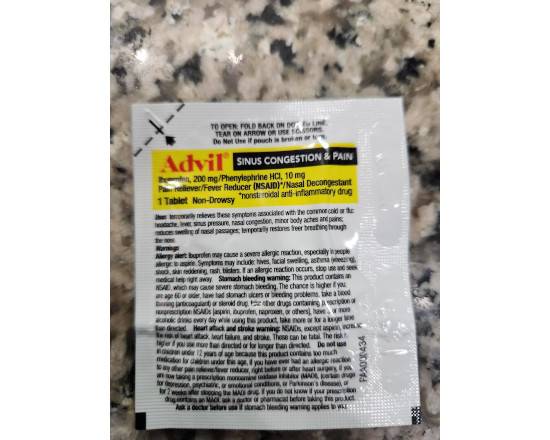 TO OPEN: FOLD BACK ON DOTTED LINE,
TEAR ON ARROW OR USE SCISSORS.
Do Not Use if pouch is broken or torn.
Advil® SINUS CONGESTION & PAIN
Ibuprofen, 200 mg/Phenylephrine HCl, 10 mg
Pain Reliever/Fever Reducer (NSAID)*/Nasal Decongestant
1 Tablet Non-Drowsy *nonsteroidal anti-inflammatory drug
Uses temporarily relieves these symptoms associated with the common cold or flu:
headache, fever, sinus pressure, nasal congestion, minor body aches and pains;
reduces swelling of nasal passages; temporarily restores freer breathing through
the nose
Warnings
Allergy alert: Ibuprofen may cause a severe allergic reaction, especially in people
allergic to aspirin. Symptoms may include: hives, facial swelling, asthma (wheezing),
shock, skin reddening, rash, blisters. If an allergic reaction occurs, stop use and seek
medical help right away. Stomach bleeding warning: This product contains an
NSAID, which may cause severe stomach bleeding. The chance is higher if you
are age 60 or older, have had stomach ulcers or bleeding problems, take a blood
thinning (anticoagulant) or steroid drug, take other drugs containing prescription or
nonprescription NSAIDs [aspirin, ibuprofen, naproxen, or others], have 3 or more
alcoholic drinks every day while using this product, take more or for a longer time
than directed. Heart attack and stroke warning: NSAIDs, except aspirin, increase
the risk of heart attack, heart failure, and stroke. These can be fatal. The risk is
higher if you use more than directed or for longer than directed. Do not use
in children under 12 years of age because this product contains too much
medication for children under this age, if you have ever had an allergic reaction
to any other pain reliever/fever reducer, right before or after heart surgery, if you
are now taking a prescription monoamine oxidase inhibitor (MAOI), (certain drugs
for depression, psychiatric, or emotional conditions, or Parkinson's disease), or
for 2 weeks after stopping the MAOI drug. If you do not know if your prescription
drug contains an MAOI, ask a doctor or pharmacist before taking this product.
Ask a doctor before use if stomach bleeding warning applies to your